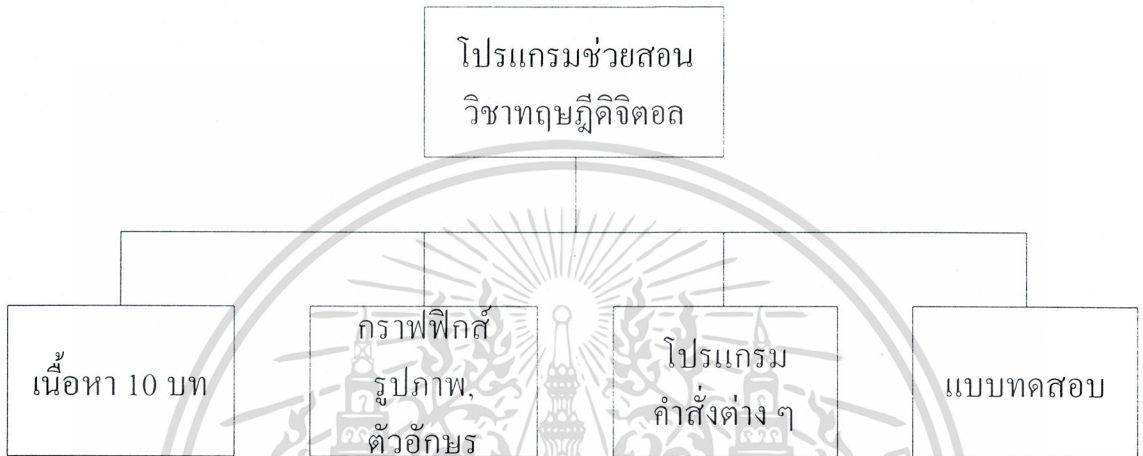 โปรแกรมช่วยสอน
วิชาทฤษฎีดิจิตอล
เนื้อหา 10 บท
กราฟฟิกส์
รูปภาพ,
ตัวอักษร
โปรแกรม
คำสั่งต่าง ๆ
แบบทดสอบ